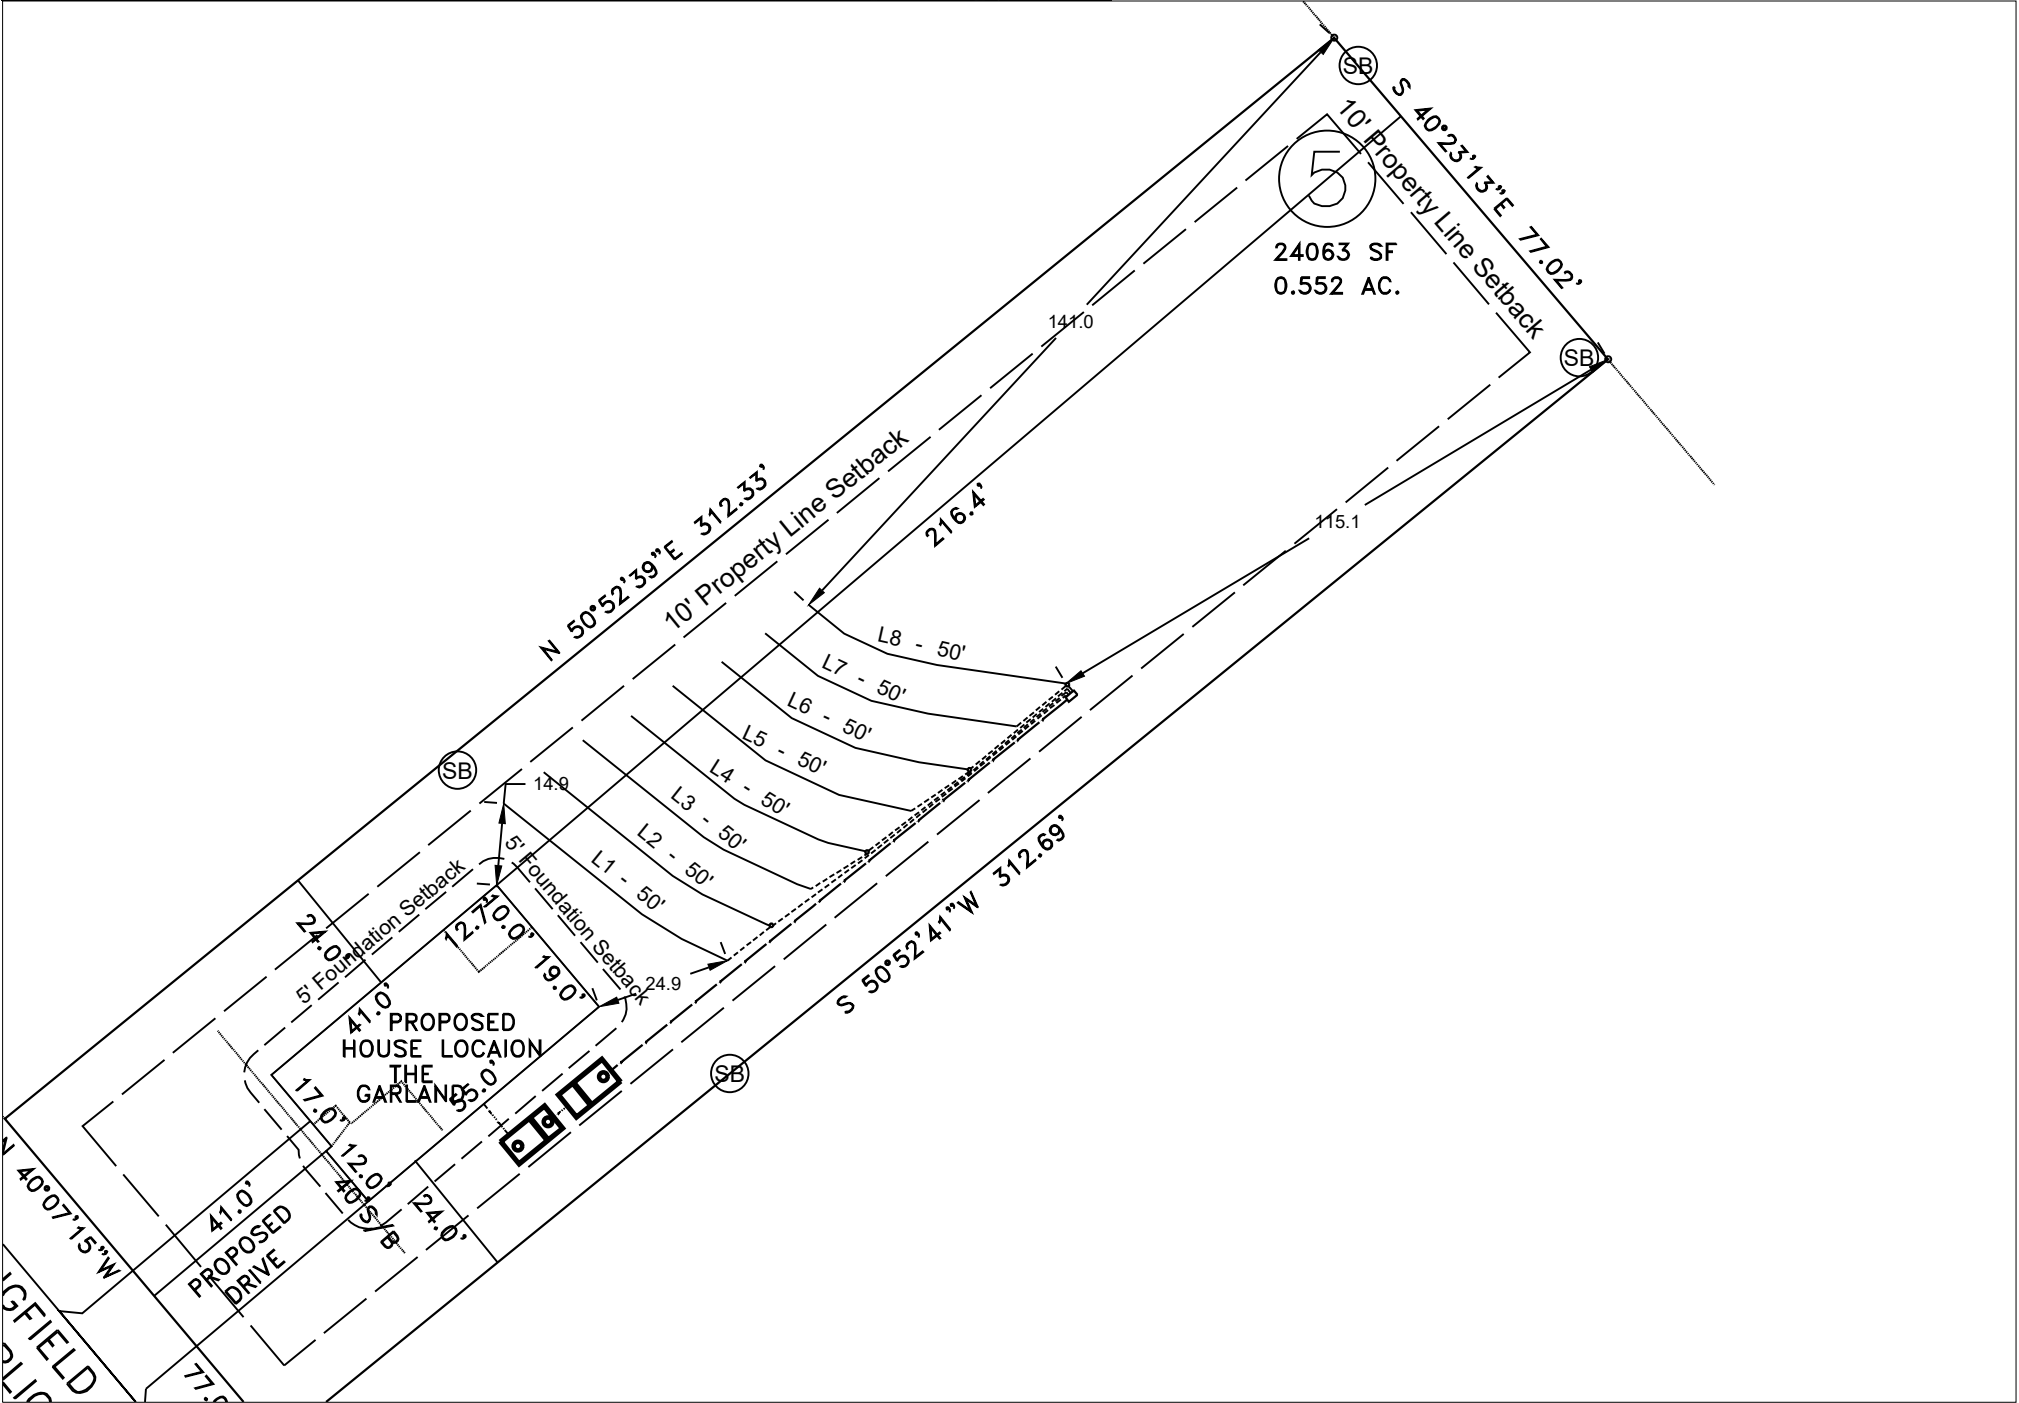 SB
S 40°23'13"E 77.02'
10' Property Line Setback
5
24063 SF
0.552 AC.
141.0
SB
115.1
N 50°52'39"E 312.33'
10' Property Line Setback
216.4'
L8 - 50'
L7 - 50'
L6 - 50'
L5 - 50'
L4 - 50'
L3 - 50'
L2 - 50'
L1 - 50'
SB
14.9
5' Foundation Setback
5' Foundation Setback
24.0'
12.7'
10.0'
19.0'
24.9
S 50°52'41"W 312.69'
41.0'
PROPOSED
HOUSE LOCAION
THE
GARLAND
55.0'
17.0'
12.0'
40' S/B
24.0'
SB
N 40°07'15"W
41.0'
PROPOSED
DRIVE
GFIELD
77.